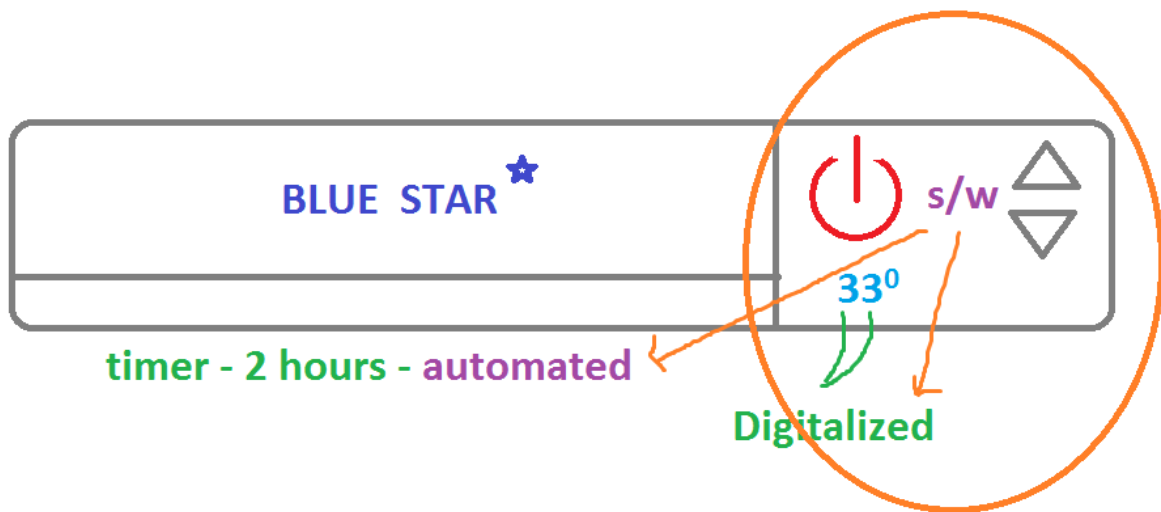 BLUE STAR
s/w
33⁰
timer - 2 hours - automated
Digitalized